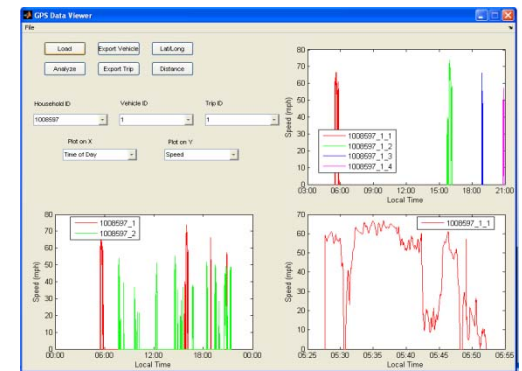 GPS Data Viewer
File
Load Export Vehicle Lat/Long
Analyze Export Trip Distance
Household ID Vehicle ID Trip ID
1008597 1 1
Plot on X Plot on Y
Time of Day Speed
80
70
60
50
40
30
20
10
0
Speed (mph)
1008597_1_1
1008597_1_2
1008597_1_3
1008597_1_4
03:00 06:00 09:00 12:00 15:00 18:00 21:00
Local Time
80
70
60
50
40
30
20
10
0
Speed (mph)
1008597_1
1008597_2
00:00 06:00 12:00 18:00 00:00
Local Time
70
60
50
40
30
20
10
0
Speed (mph)
1008597_1_1
05:25 05:30 05:35 05:40 05:45 05:50 05:55
Local Time